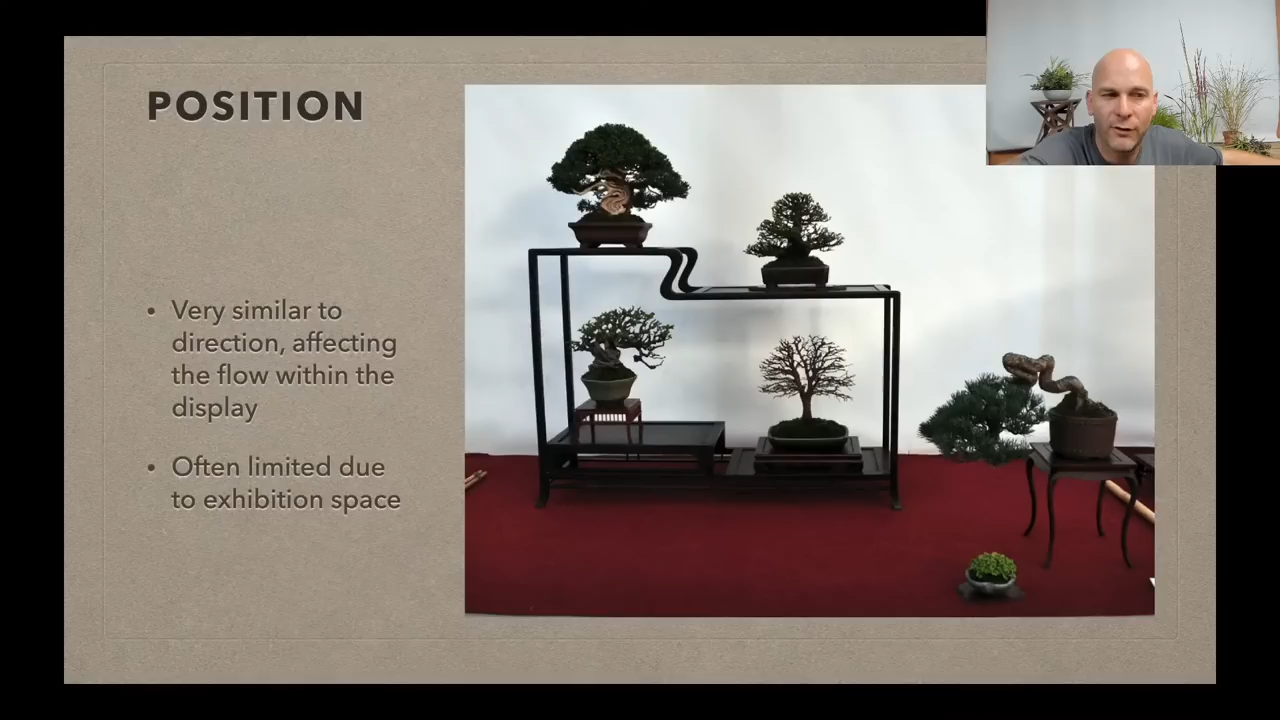 POSITION
• Very similar to
direction, affecting
the flow within the
display
• Often limited due
to exhibition space